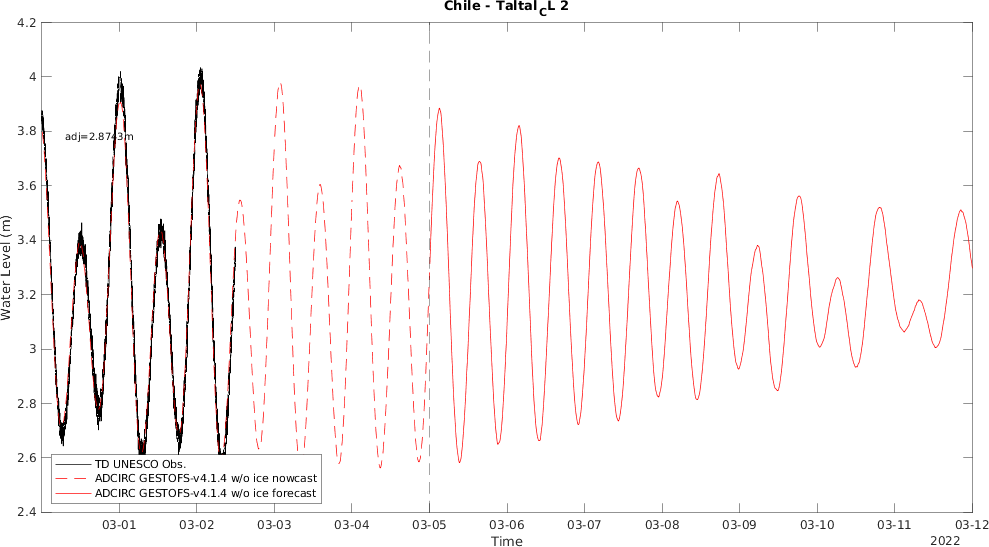 Chile - Taltal_CL 2
4.2
4
3.8
3.6
3.4
3.2
3
2.8
2.6
2.4
Water Level (m)
adj=2.8743m
TD UNESCO Obs.
ADCIRC GESTOFS-v4.1.4 w/o ice nowcast
ADCIRC GESTOFS-v4.1.4 w/o ice forecast
03-01 03-02 03-03 03-04 03-05 03-06 03-07 03-08 03-09 03-10 03-11 03-12
Time
2022